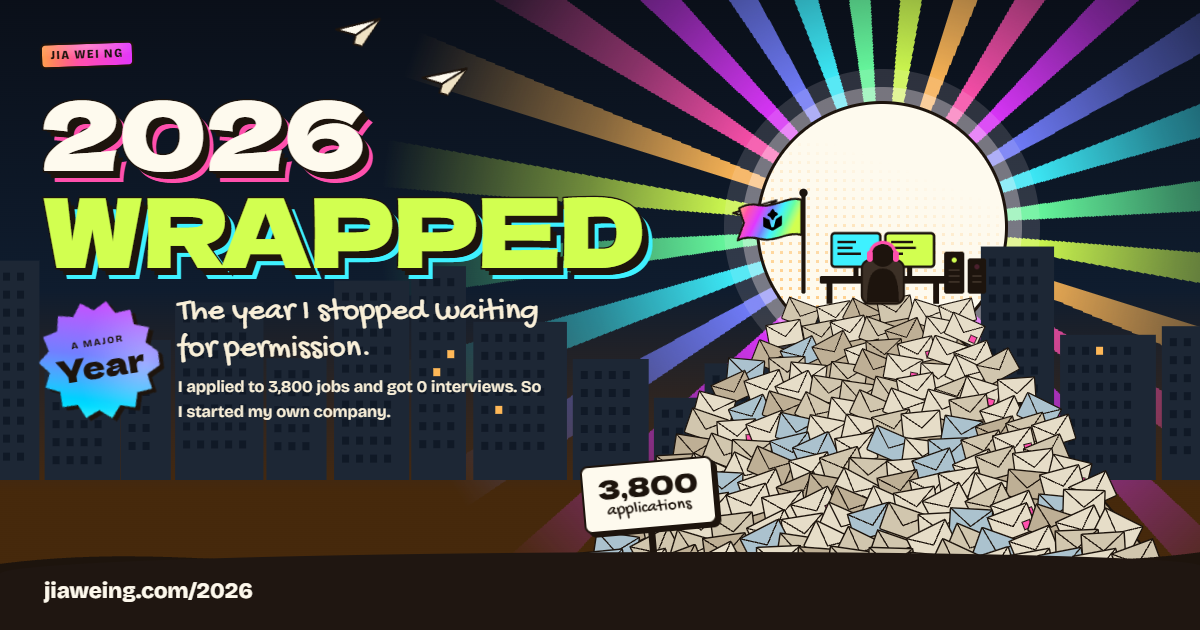 JIA WEI NG
2026
WRAPPED
A MAJOR
Year
The year I stopped waiting
for permission.
I applied to 3,800 jobs and got 0 interviews. So
I started my own company.
3,800
applications
jiaweing.com/2026